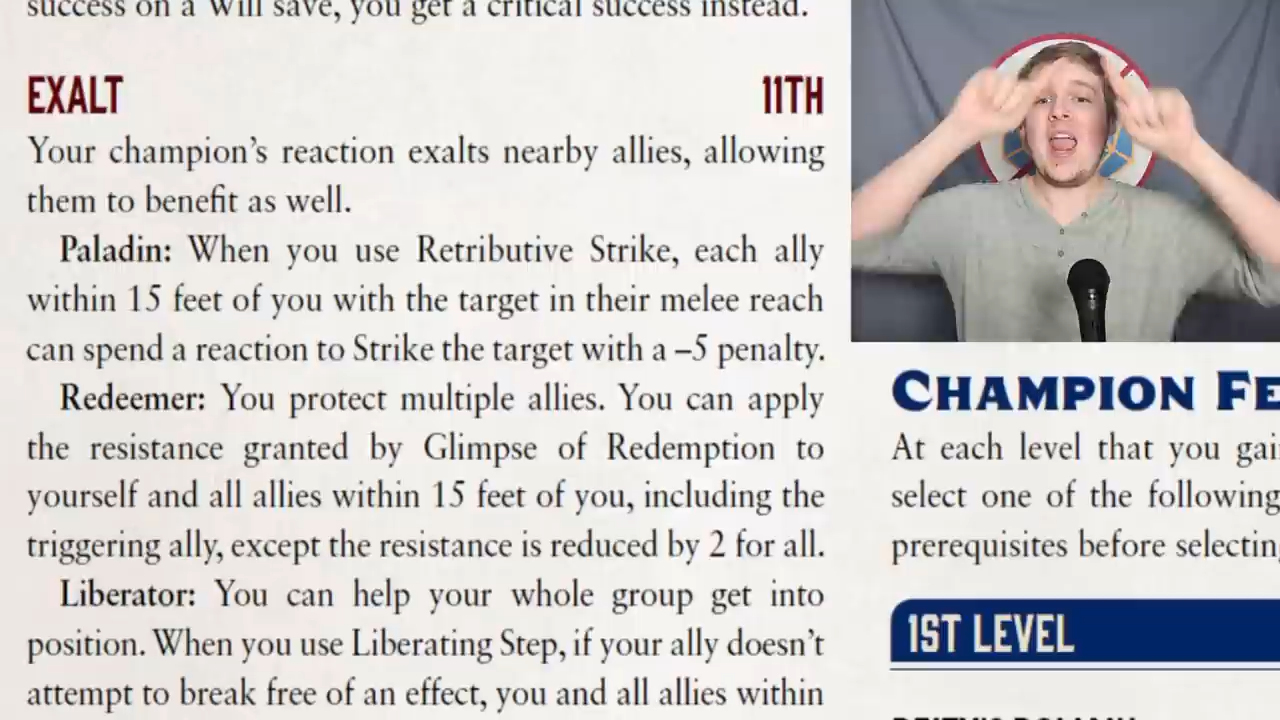 success on a Will save, you get a critical success instead.
EXALT 11TH
Your champion's reaction exalts nearby allies, allowing
them to benefit as well.
Paladin: When you use Retributive Strike, each ally
within 15 feet of you with the target in their melee reach
can spend a reaction to Strike the target with a –5 penalty.
Redeemer: You protect multiple allies. You can apply
the resistance granted by Glimpse of Redemption to
yourself and all allies within 15 feet of you, including the
triggering ally, except the resistance is reduced by 2 for all.
Liberator: You can help your whole group get into
position. When you use Liberating Step, if your ally doesn't
attempt to break free of an effect, you and all allies within
CHAMPION FE
At each level that you gai
select one of the following
prerequisites before selecting
1ST LEVEL